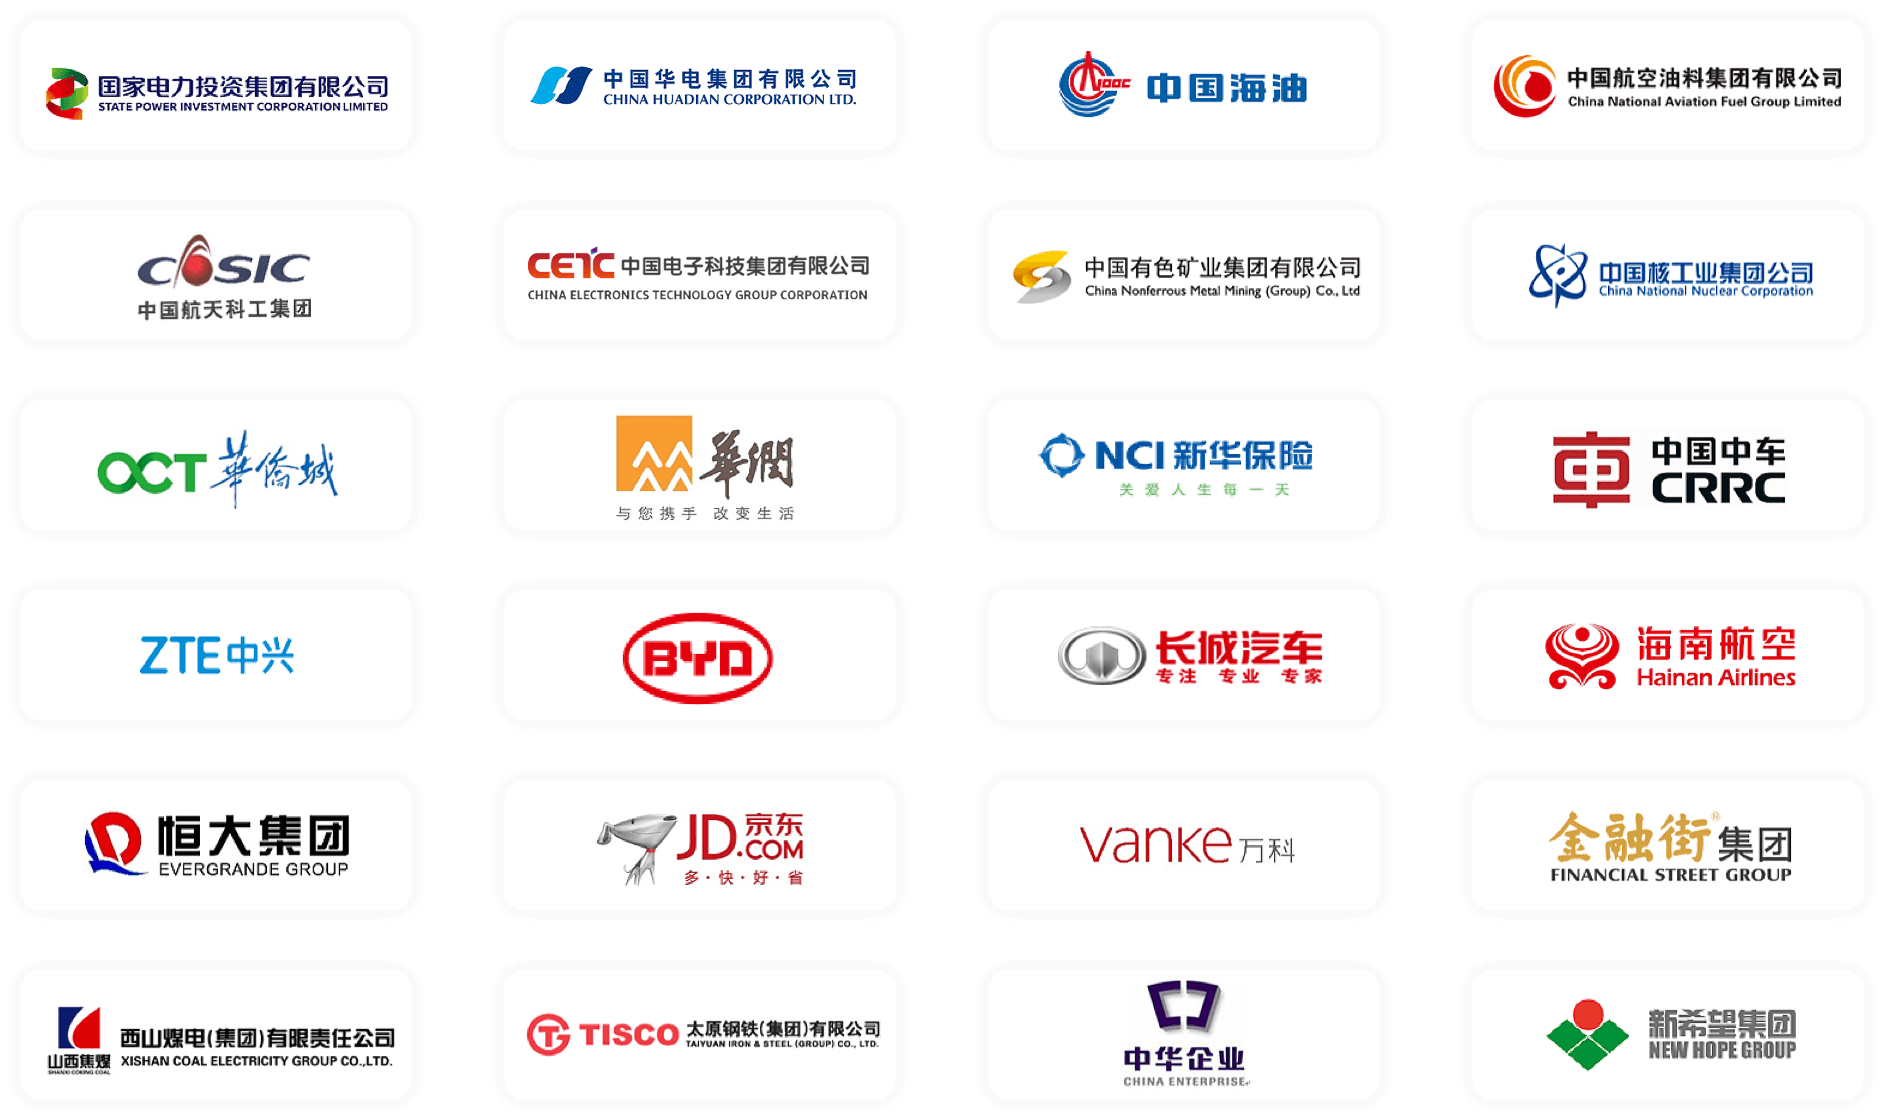 国家电力投资集团有限公司
STATE POWER INVESTMENT CORPORATION LIMITED
中国华电集团有限公司
CHINA HUADIAN CORPORATION LTD.
NOOC 中国海油
中国航空油料集团有限公司
China National Aviation Fuel Group Limited
CASIC
中国航天科工集团
CETC 中国电子科技集团有限公司
CHINA ELECTRONICS TECHNOLOGY GROUP CORPORATION
中国有色矿业集团有限公司
China Nonferrous Metal Mining (Group) Co., Ltd
中国核工业集团公司
China National Nuclear Corporation
OCT 華僑城
華潤
与您携手 改变生活
NCI 新华保险
关爱人生每一天
中国中车
CRRC
ZTE中兴
BYD
长城汽车
专注 专业 专家
海南航空
Hainan Airlines
恒大集团
EVERGRANDE GROUP
JD.COM 京东
多·快·好·省
vanke 万科
金融街®集团
FINANCIAL STREET GROUP
山西焦煤
SHANXI COKING COAL
西山煤电(集团)有限责任公司
XISHAN COAL ELECTRICITY GROUP CO.,LTD.
TISCO 太原钢铁(集团)有限公司
TAIYUAN IRON & STEEL (GROUP) CO., LTD.
中华企业
CHINA ENTERPRISE
新希望集团
NEW HOPE GROUP